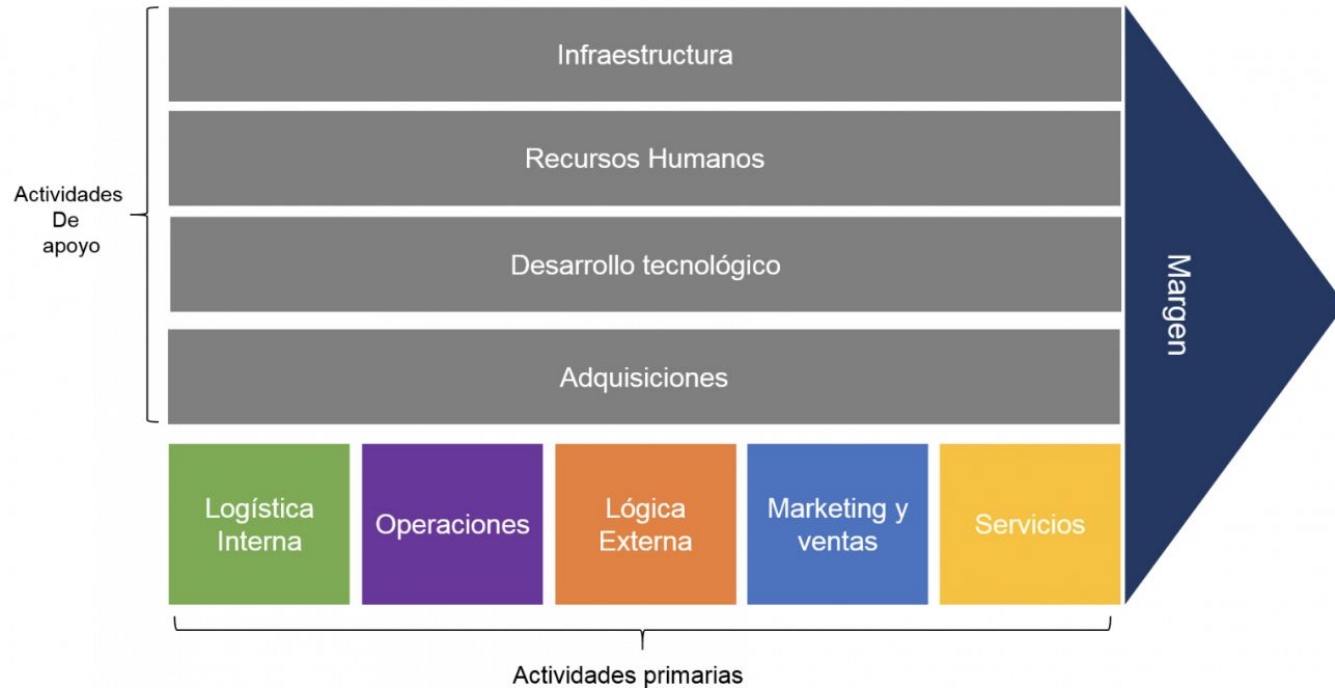 Infraestructura
Recursos Humanos
Actividades
De
apoyo
Desarrollo tecnológico
Adquisiciones
Margen
Logística
Interna
Operaciones
Lógica
Externa
Marketing y
ventas
Servicios
Actividades primarias